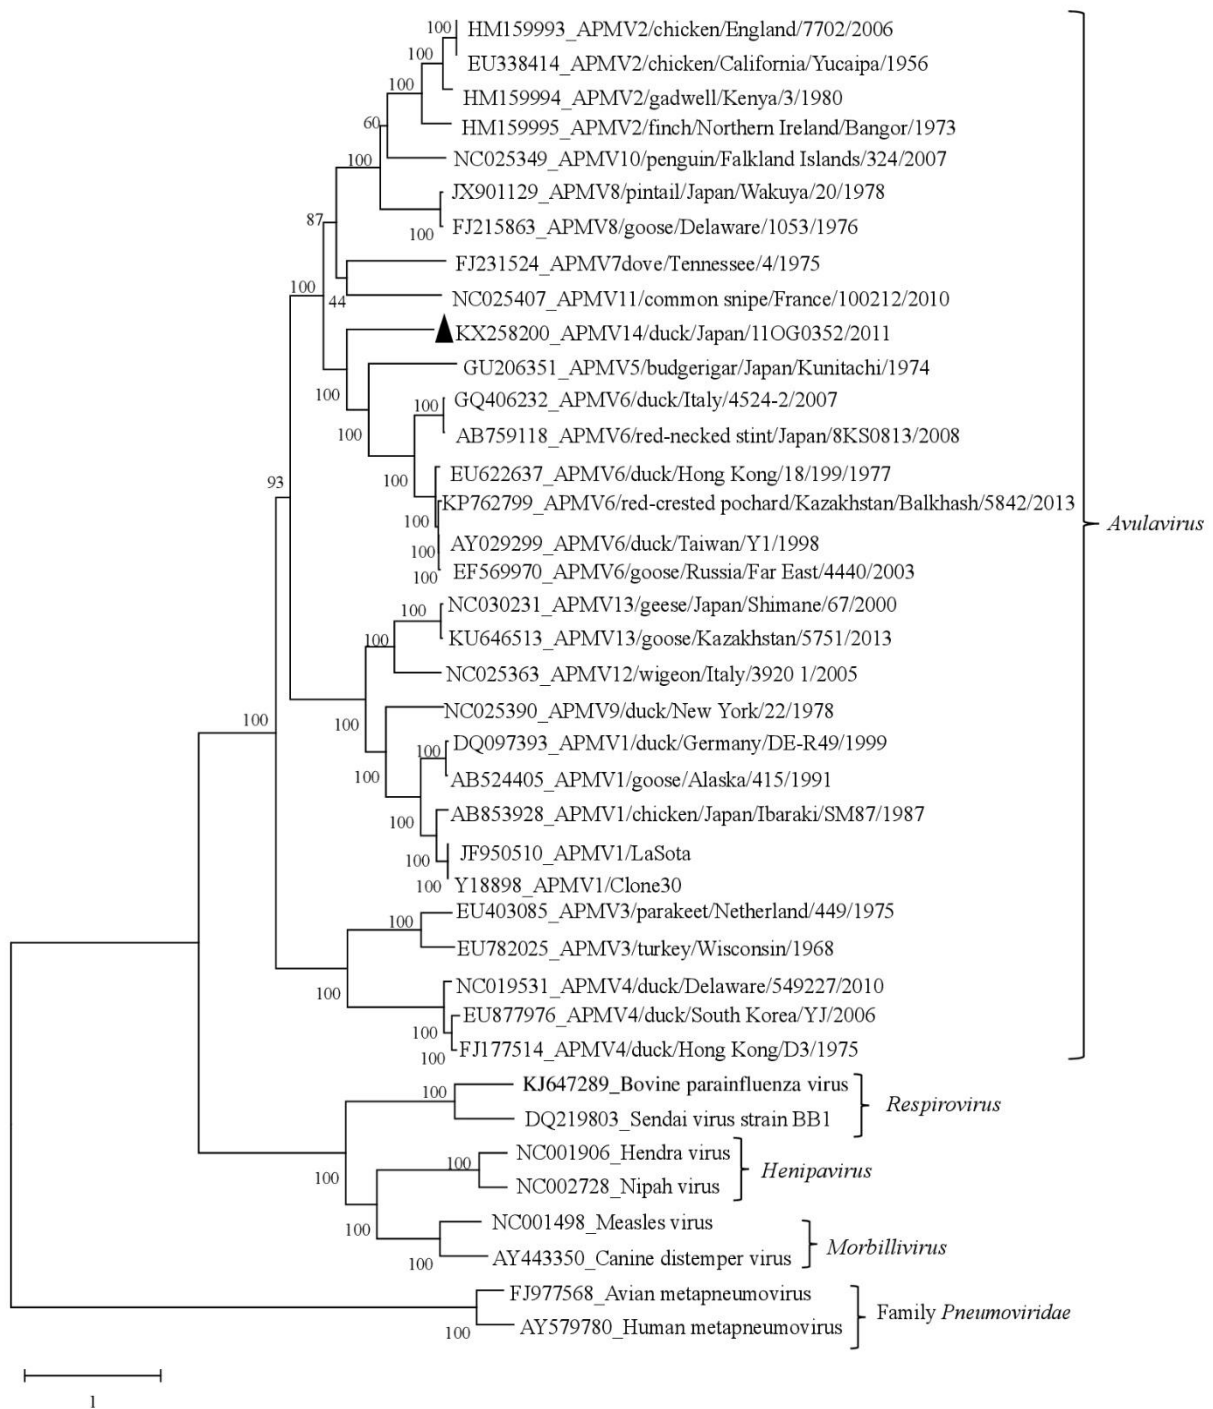 100
HM159993_APMV2/chicken/England/7702/2006
100
EU338414_APMV2/chicken/California/Yucaipa/1956
100
HM159994_APMV2/gadwell/Kenya/3/1980
60
HM159995_APMV2/finch/Northern Ireland/Bangor/1973
100
NC025349_APMV10/penguin/Falkland Islands/324/2007
JX901129_APMV8/pintail/Japan/Wakuya/20/1978
87
100
FJ215863_APMV8/goose/Delaware/1053/1976
FJ231524_APMV7dove/Tennessee/4/1975
100
44
NC025407_APMV11/common snipe/France/100212/2010
KX258200_APMV14/duck/Japan/11OG0352/2011
GU206351_APMV5/budgerigar/Japan/Kunitachi/1974
100
100
GQ406232_APMV6/duck/Italy/4524-2/2007
100
AB759118_APMV6/red-necked stint/Japan/8KS0813/2008
93
100
EU622637_APMV6/duck/Hong Kong/18/199/1977
KP762799_APMV6/red-crested pochard/Kazakhstan/Balkhash/5842/2013
100
Avulavirus
AY029299_APMV6/duck/Taiwan/Y1/1998
100
EF569970_APMV6/goose/Russia/Far East/4440/2003
100
100
NC030231_APMV13/geese/Japan/Shimane/67/2000
100
KU646513_APMV13/goose/Kazakhstan/5751/2013
NC025363_APMV12/wigeon/Italy/3920 1/2005
100
100
NC025390_APMV9/duck/New York/22/1978
100
DQ097393_APMV1/duck/Germany/DE-R49/1999
100
AB524405_APMV1/goose/Alaska/415/1991
100
AB853928_APMV1/chicken/Japan/Ibaraki/SM87/1987
100
JF950510_APMV1/LaSota
100
Y18898_APMV1/Clone30
100
EU403085_APMV3/parakeet/Netherland/449/1975
EU782025_APMV3/turkey/Wisconsin/1968
100
NC019531_APMV4/duck/Delaware/549227/2010
EU877976_APMV4/duck/South Korea/YJ/2006
100
100
FJ177514_APMV4/duck/Hong Kong/D3/1975
100
KJ647289_Bovine parainfluenza virus
Respirovirus
DQ219803_Sendai virus strain BB1
NC001906_Hendra virus
100
100
Henipavirus
NC002728_Nipah virus
100
NC001498_Measles virus
Morbillivirus
100
AY443350_Canine distemper virus
FJ977568_Avian metapneumovirus
Family Pneumoviridae
100
AY579780_Human metapneumovirus
1